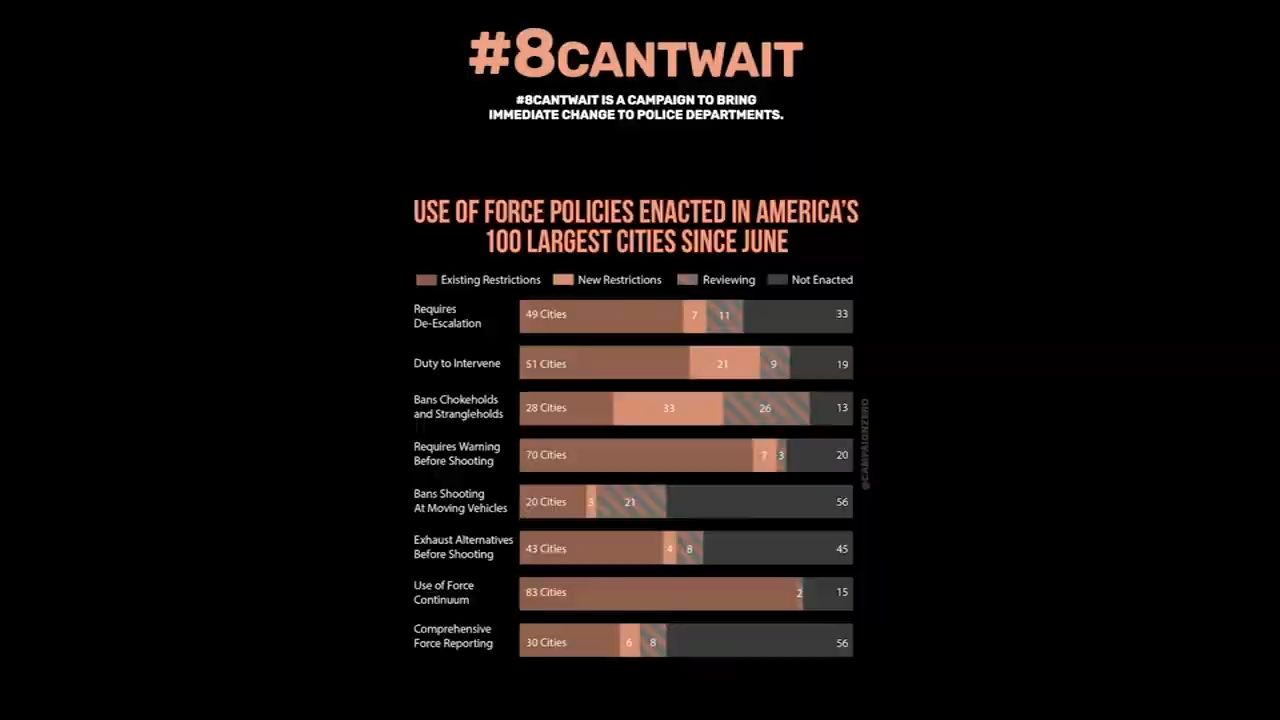 #8CANTWAIT
#8CANTWAIT IS A CAMPAIGN TO BRING
IMMEDIATE CHANGE TO POLICE DEPARTMENTS.
USE OF FORCE POLICIES ENACTED IN AMERICA'S
100 LARGEST CITIES SINCE JUNE
Existing Restrictions New Restrictions Reviewing Not Enacted
Requires
De-Escalation
49 Cities 7 11 33
Duty to Intervene 51 Cities 21 9 19
Bans Chokeholds
and Strangleholds
28 Cities 33 26 13
Requires Warning
Before Shooting
70 Cities 7 3 20
Bans Shooting
At Moving Vehicles
20 Cities 3 21 56
Exhaust Alternatives
Before Shooting
43 Cities 4 8 45
Use of Force
Continuum
83 Cities 2 15
Comprehensive
Force Reporting
30 Cities 6 8 56
@CAMPAIGNZERO